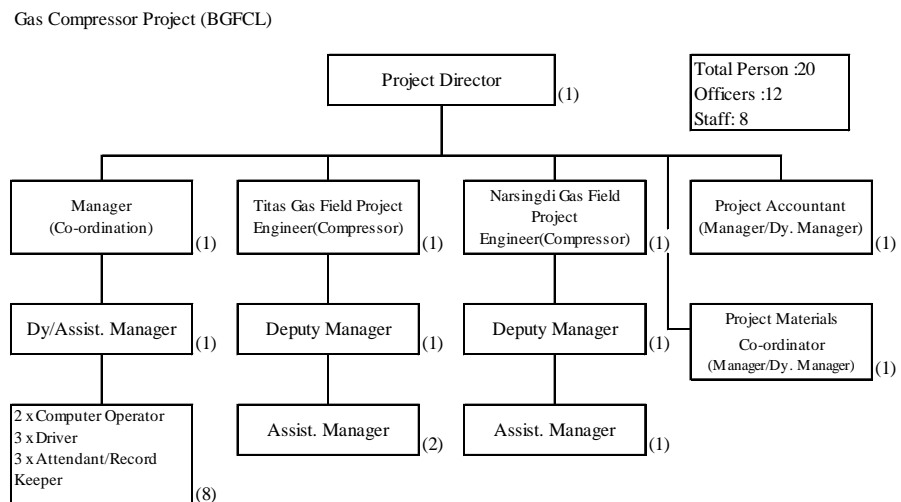 Gas Compressor Project (BGFCL)
Project Director
(1)
Total Person :20
Officers :12
Staff: 8
Manager
(Co-ordination)
(1)
Titas Gas Field Project
Engineer(Compressor)
(1)
Narsingdi Gas Field
Project
Engineer(Compressor)
(1)
Project Accountant
(Manager/Dy. Manager)
(1)
Dy/Assist. Manager
(1)
Deputy Manager
(1)
Deputy Manager
(1)
Project Materials
Co-ordinator
(Manager/Dy. Manager)
(1)
2 x Computer Operator
3 x Driver
3 x Attendant/Record
Keeper
(8)
Assist. Manager
(2)
Assist. Manager
(1)